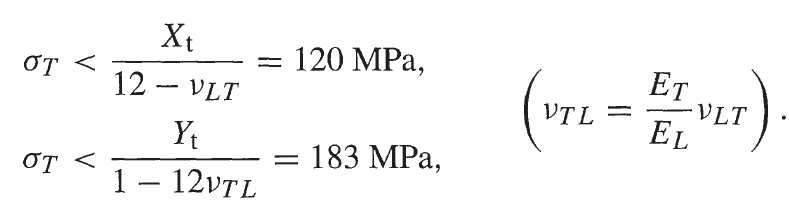 σ_T < X_t / (12 − ν_LT) = 120 MPa,
(ν_TL = E_T / E_L ν_LT).
σ_T < Y_t / (1 − 12ν_TL) = 183 MPa,